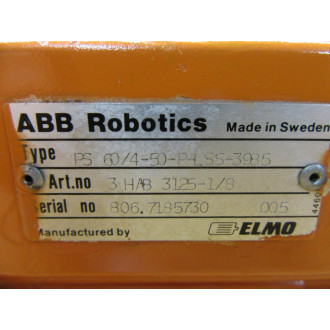 ABB Robotics Made in Sweden
Type PS 60/4-50-P-LSS-3985
Art.no 3 HAB 3125-1/8
Serial no 806.7185730 005
Manufactured by ELMO